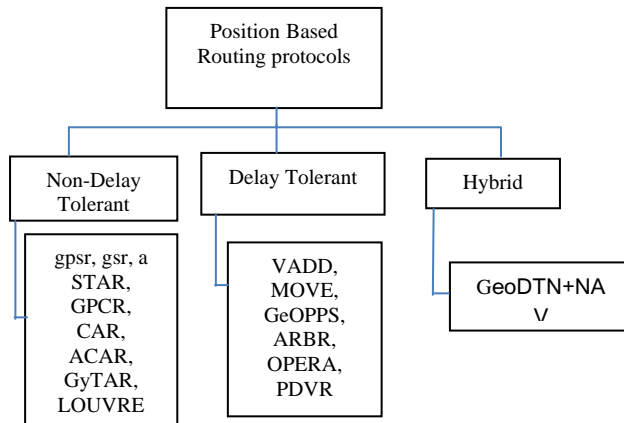 Position Based
Routing protocols
Non-Delay
Tolerant
Delay Tolerant
Hybrid
gpsr, gsr, a
STAR,
GPCR,
CAR,
ACAR,
GyTAR,
LOUVRE
VADD,
MOVE,
GeOPPS,
ARBR,
OPERA,
PDVR
GeoDTN+NA
V